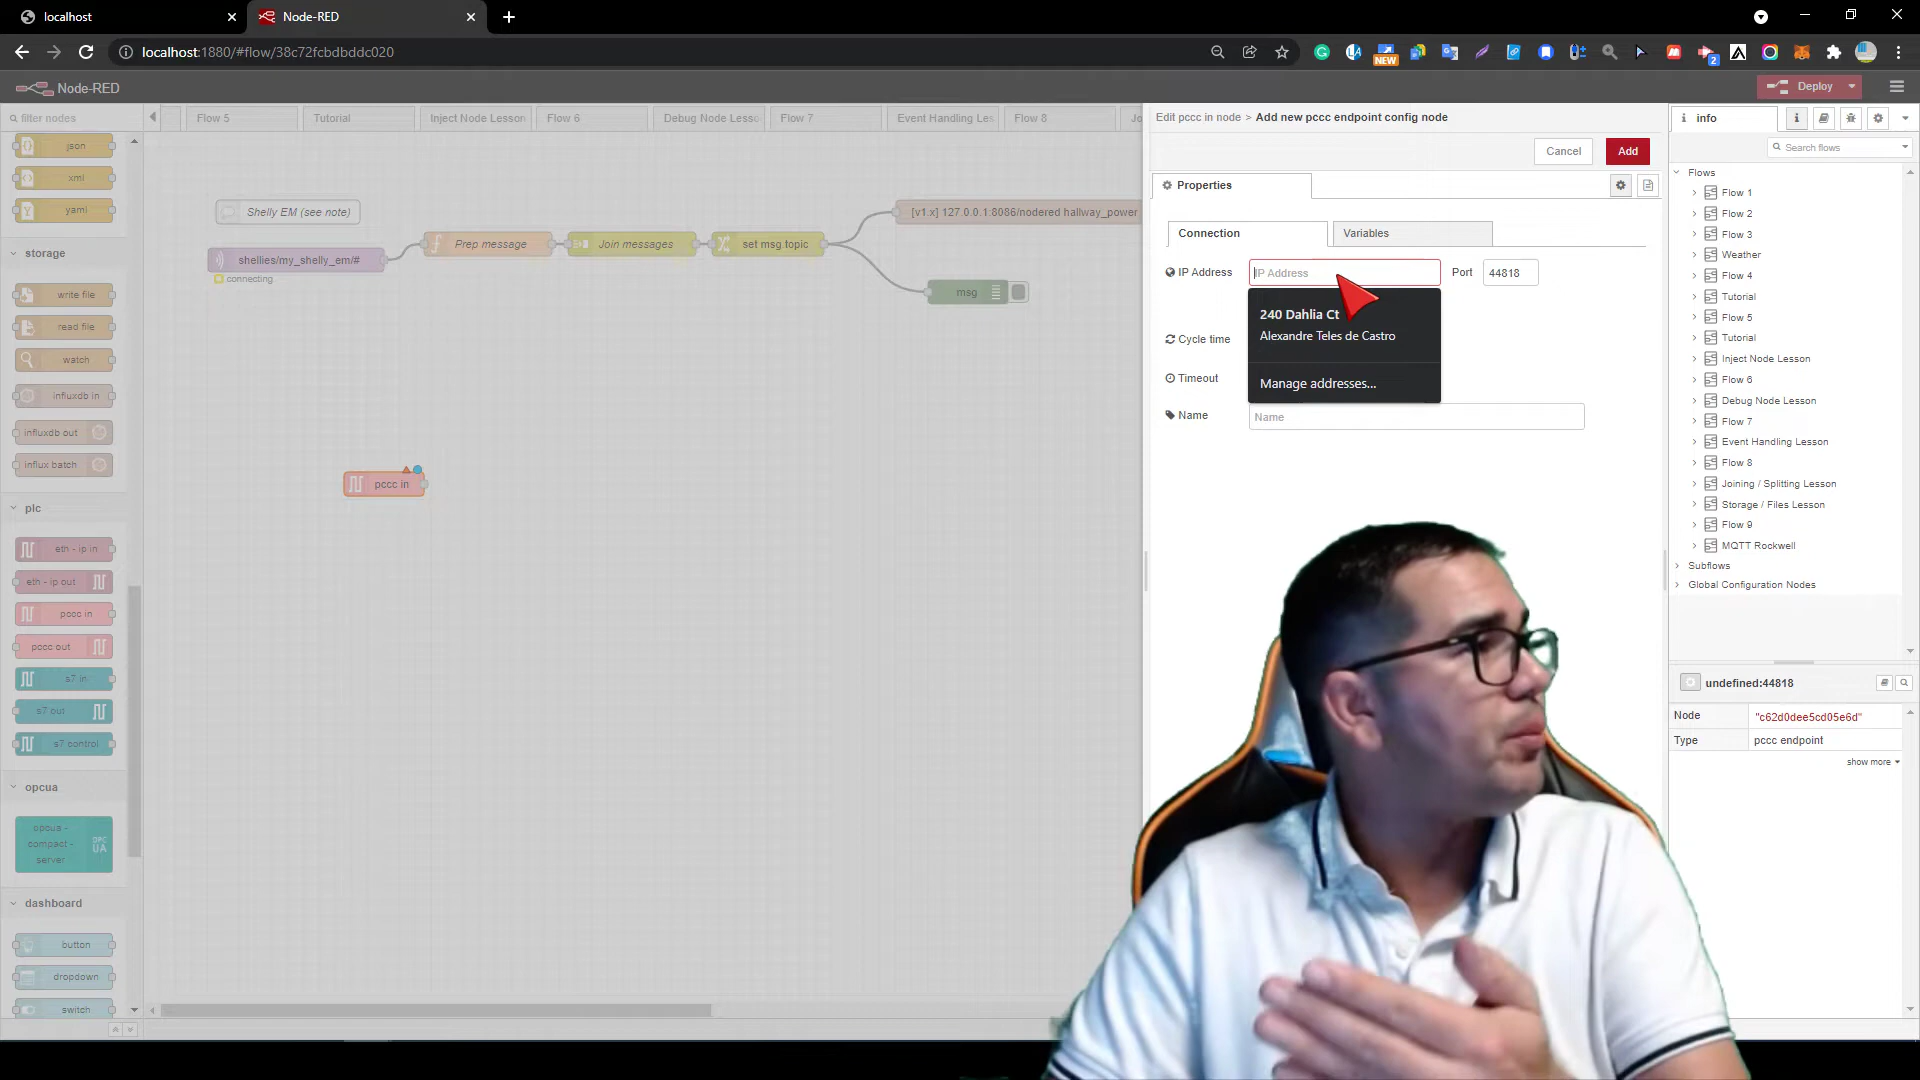 localhost
Node-RED
localhost:1880/#flow/38c72fcbdbddc020
NEW
2
Node-RED
Deploy
filter nodes
Flow 5
Tutorial
Inject Node Lesson
Flow 6
Debug Node Lesso
Flow 7
Event Handling Les
Flow 8
Jo
json
xml
yaml
storage
write file
read file
watch
influxdb in
influxdb out
influx batch
plc
eth - ip in
eth - ip out
pccc in
pccc out
s7 in
s7 out
s7 control
opcua
opcua -
compact -
server
OPC
UA
dashboard
button
dropdown
switch
Shelly EM (see note)
shellies/my_shelly_em/#
connecting
Prep message
Join messages
set msg.topic
[v1.x] 127.0.0.1:8086/nodered hallway_power
msg
pccc in
Edit pccc in node > Add new pccc endpoint config node
Cancel
Add
Properties
Connection
Variables
IP Address
IP Address
Port
44818
240 Dahlia Ct
Alexandre Teles de Castro
Manage addresses...
Cycle time
Timeout
Name
Name
info
Search flows
Flows
Flow 1
Flow 2
Flow 3
Weather
Flow 4
Tutorial
Flow 5
Tutorial
Inject Node Lesson
Flow 6
Debug Node Lesson
Flow 7
Event Handling Lesson
Flow 8
Joining / Splitting Lesson
Storage / Files Lesson
Flow 9
MQTT Rockwell
Subflows
Global Configuration Nodes
undefined:44818
Node
"c62d0dee5cd05e6d"
Type
pccc endpoint
show more